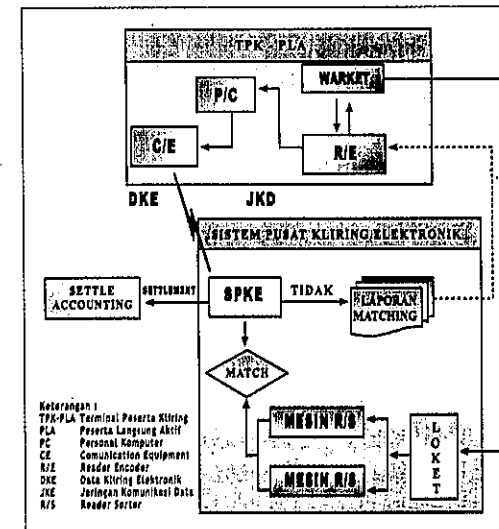 TPK PLA
WARKET
P/C
C/E
R/E
DKE
JKD
SISTEM PUSAT KLIRING ELEKTRONIK
SETTLE
ACCOUNTING
SETTLEMENT
SPKE
TIDAK
LAPORAN
MATCHING
MATCH
MESIN R/S
MESIN R/S
LOKET
Keterangan :
TPK-PLA Terminal Peserta Kliring
PLA Peserta Langsung Aktif
PC Personal Komputer
CE Comunication Equipment
R/E Reader Encoder
DKE Data Kliring Elektronik
JKE Jaringan Komunikasi Data
R/S Reader Sorter